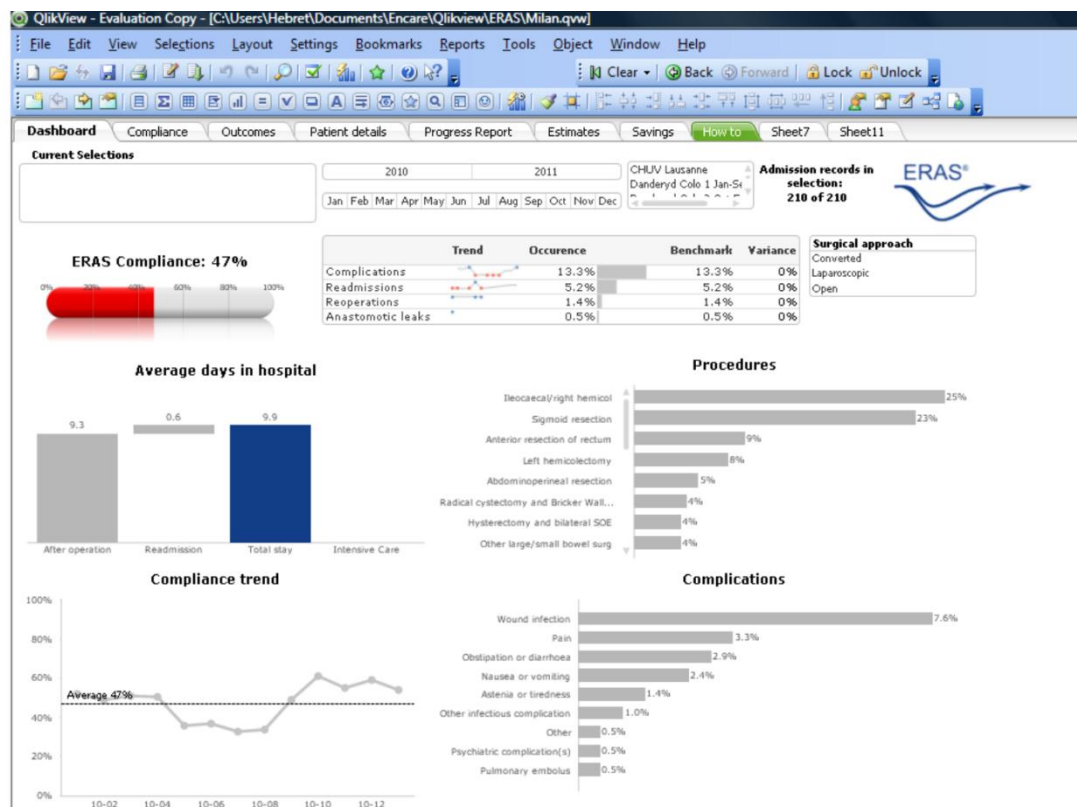 QlikView - Evaluation Copy - [C:\Users\Hebret\Documents\Encare\Qlikview\ERAS\Milan.qvw]
File Edit View Selections Layout Settings Bookmarks Reports Tools Object Window Help
Clear Back Forward Lock Unlock
Dashboard Compliance Outcomes Patient details Progress Report Estimates Savings How to Sheet7 Sheet11
Current Selections
2010 2011
Jan Feb Mar Apr May Jun Jul Aug Sep Oct Nov Dec
CHUV Lausanne
Danderyd Colo 1 Jan-Se
Admission records in
selection:
210 of 210
ERAS®
ERAS Compliance: 47%
0% 20% 40% 60% 80% 100%
Trend Occurence Benchmark Variance
Complications 13.3% 13.3% 0%
Readmissions 5.2% 5.2% 0%
Reoperations 1.4% 1.4% 0%
Anastomotic leaks 0.5% 0.5% 0%
Surgical approach
Converted
Laparoscopic
Open
Average days in hospital
9.3 0.6 9.9
After operation Readmission Total stay Intensive Care
Procedures
Ileocaecal/right hemicol 25%
Sigmoid resection 23%
Anterior resection of rectum 9%
Left hemicolectomy 8%
Abdominoperineal resection 5%
Radical cystectomy and Bricker Wall... 4%
Hysterectomy and bilateral SOE 4%
Other large/small bowel surg 4%
Compliance trend
100%
80%
60%
Average 47%
40%
20%
0%
10-02 10-04 10-06 10-08 10-10 10-12
Complications
Wound infection 7.6%
Pain 3.3%
Obstipation or diarrhoea 2.9%
Nausea or vomiting 2.4%
Astenia or tiredness 1.4%
Other infectious complication 1.0%
Other 0.5%
Psychiatric complication(s) 0.5%
Pulmonary embolus 0.5%